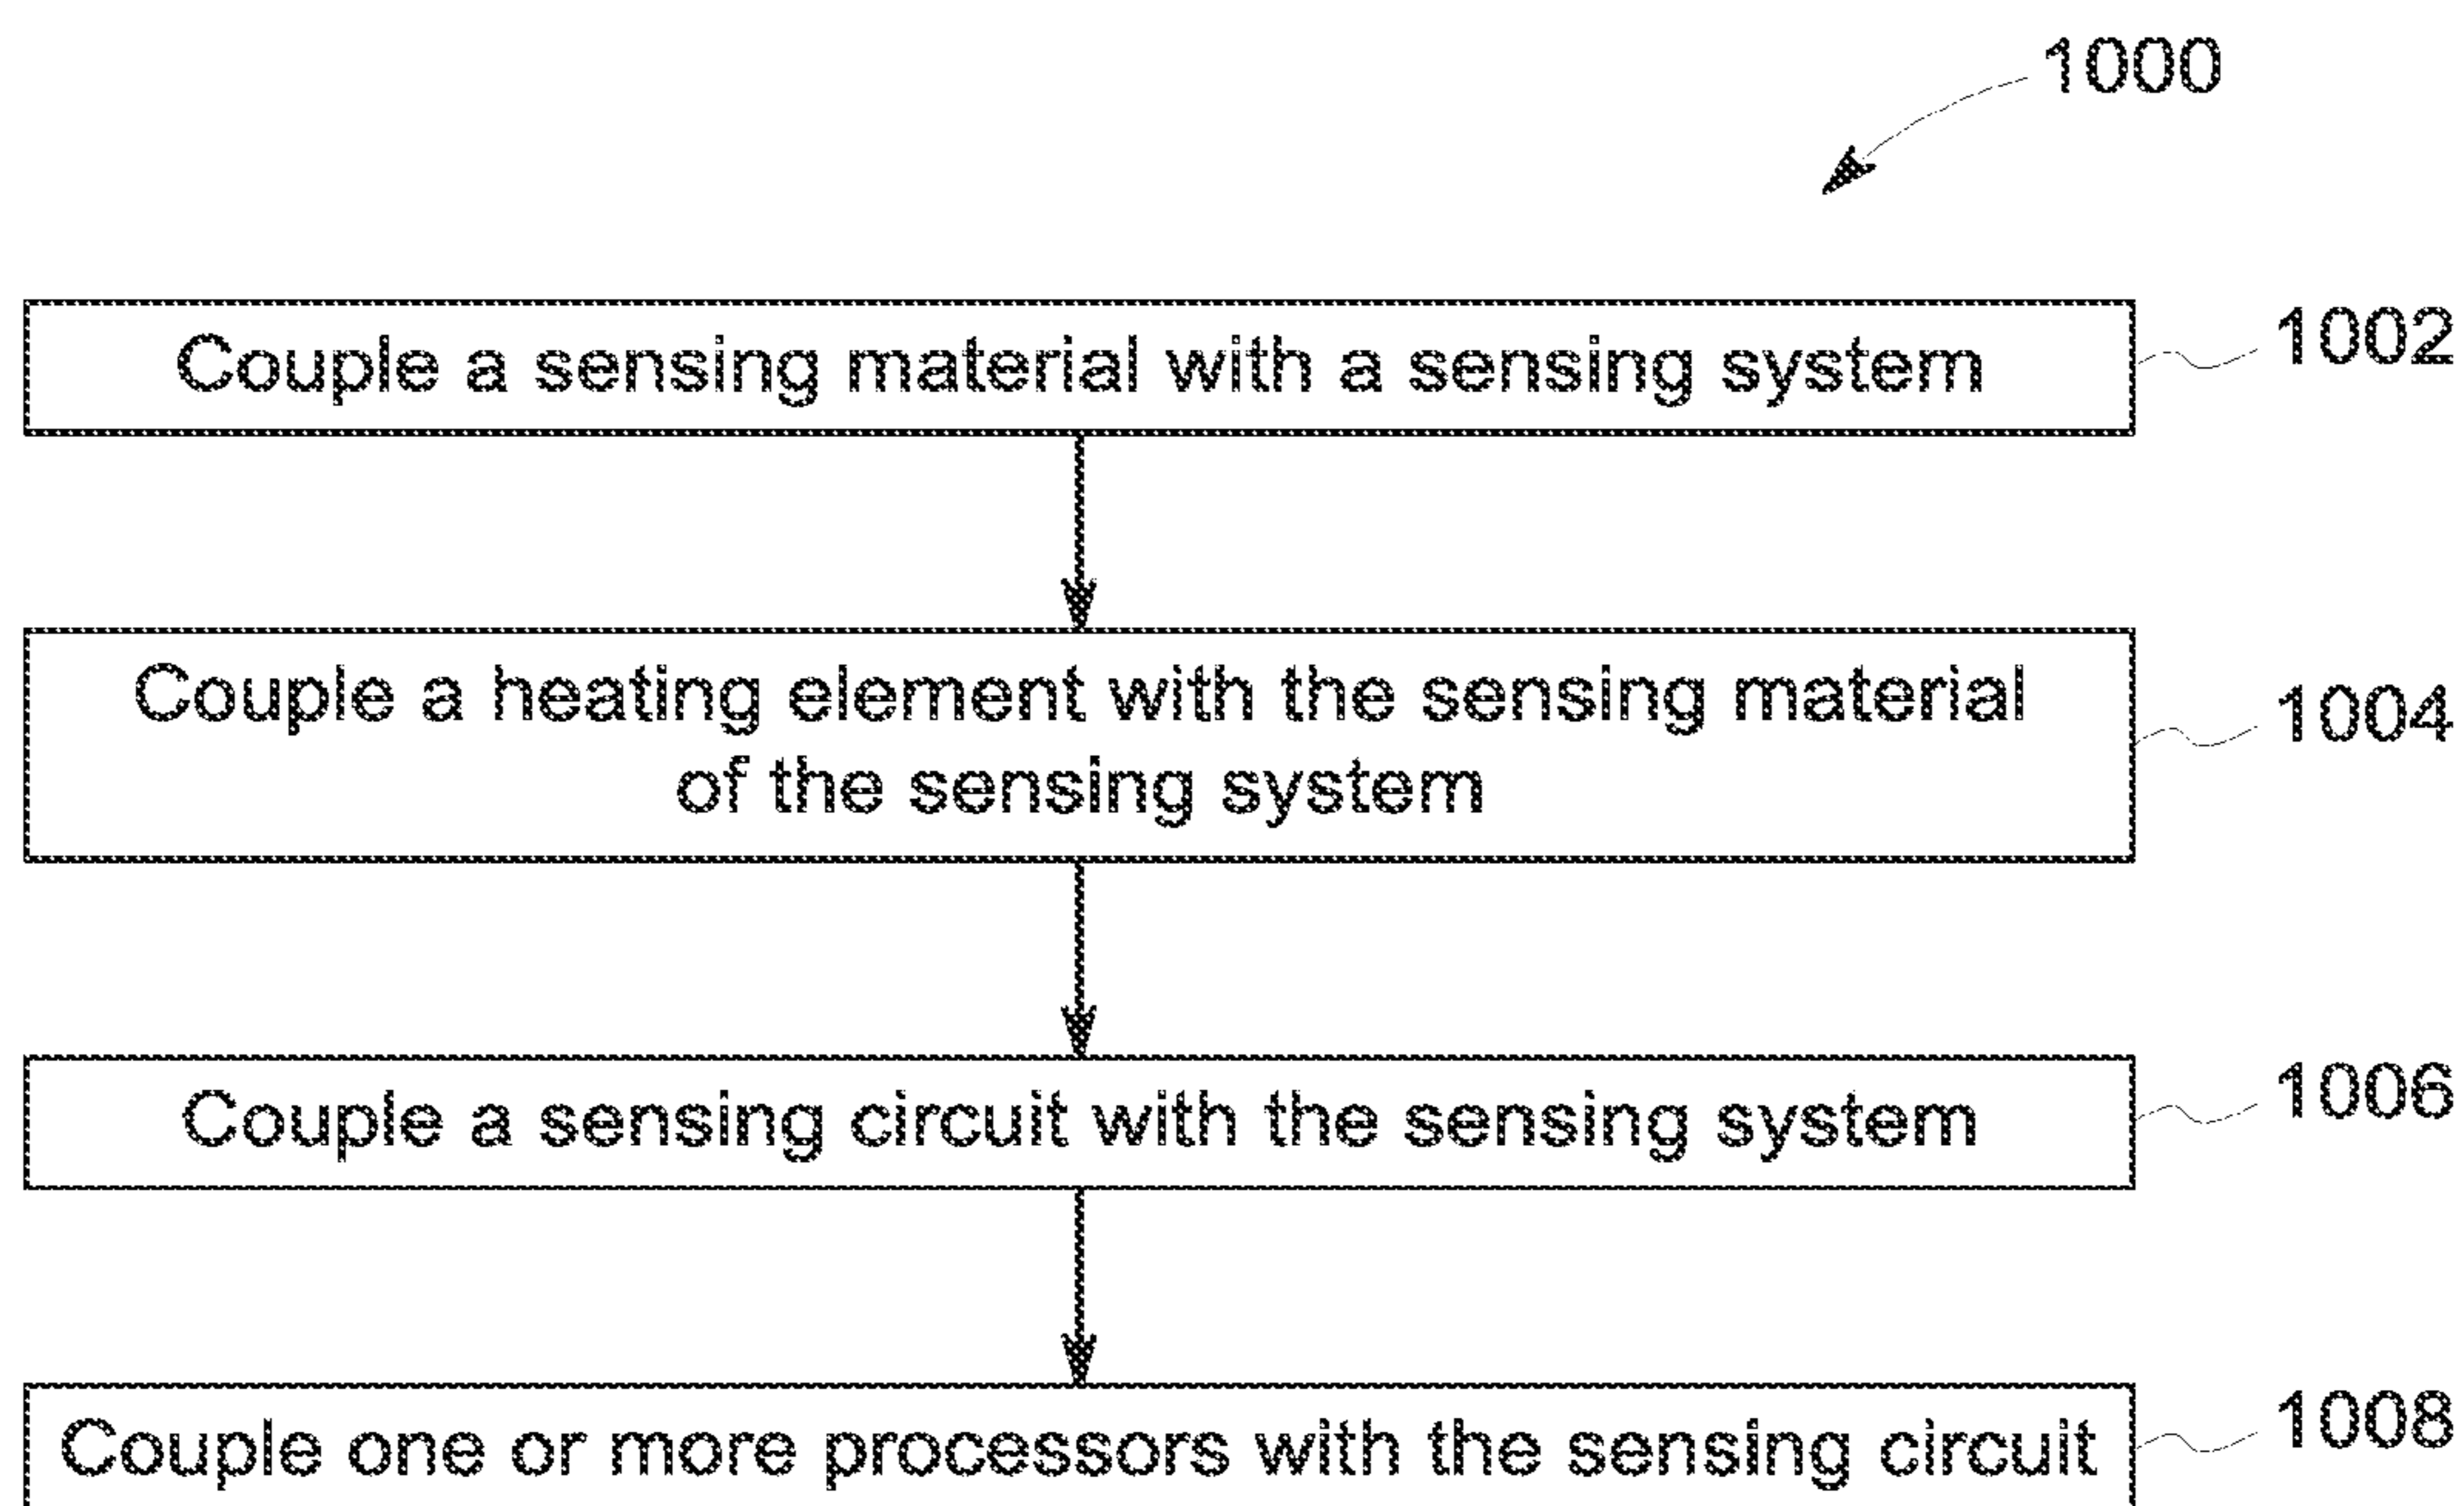 1000
Couple a sensing material with a sensing system
1002
Couple a heating element with the sensing material
of the sensing system
1004
Couple a sensing circuit with the sensing system
1006
Couple one or more processors with the sensing circuit
1008